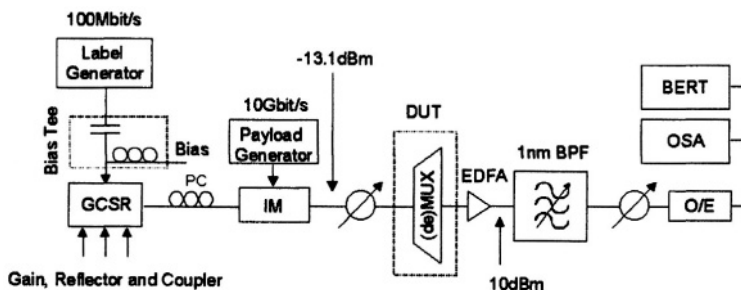 100Mbit/s
Label
Generator
Bias Tee
Bias
GCSR
Gain, Reflector and Coupler
PC
10Gbit/s
Payload
Generator
IM
-13.1dBm
DUT
(de)MUX
EDFA
10dBm
1nm BPF
BERT
OSA
O/E